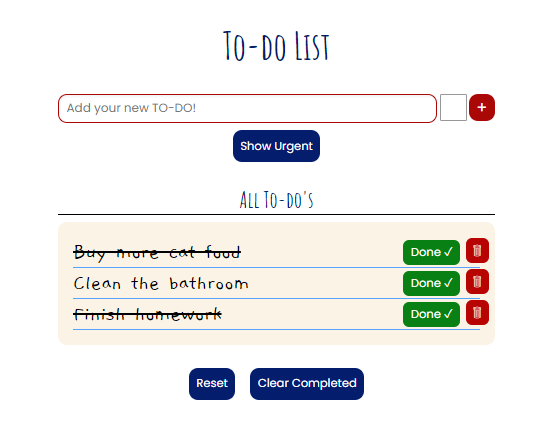 To-do List
Add your new TO-DO! +
Show Urgent
All To-do's
Buy more cat food Done ✓
Clean the bathroom Done ✓
Finish homework Done ✓
Reset Clear Completed